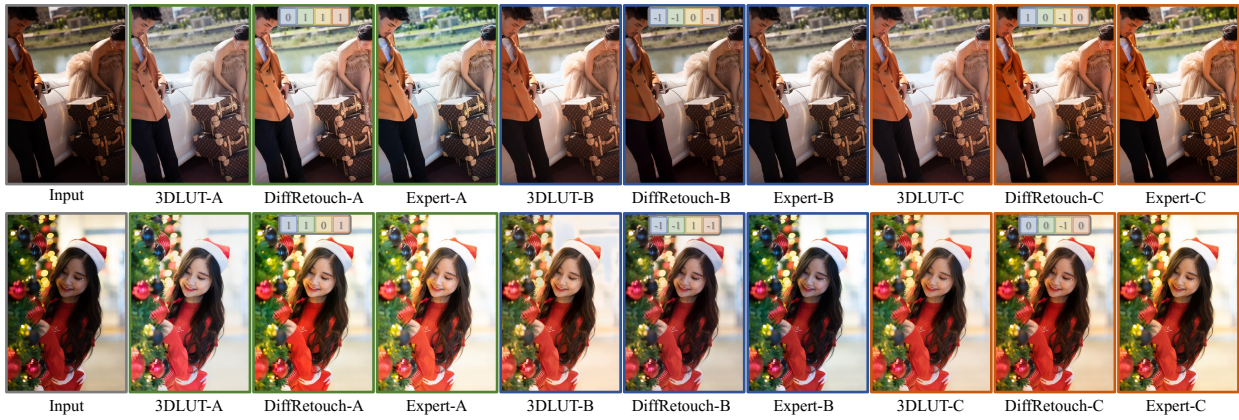 0 1 1 1
-1 -1 0 -1
1 0 -1 0
Input 3DLUT-A DiffRetouch-A Expert-A 3DLUT-B DiffRetouch-B Expert-B 3DLUT-C DiffRetouch-C Expert-C
1 1 0 1
-1 -1 1 -1
0 0 -1 0
Input 3DLUT-A DiffRetouch-A Expert-A 3DLUT-B DiffRetouch-B Expert-B 3DLUT-C DiffRetouch-C Expert-C